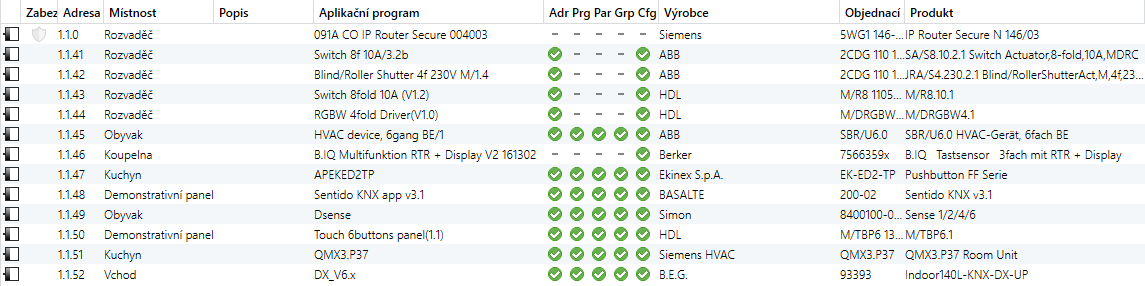 Zabez Adresa Místnost Popis Aplikační program Adr Prg Par Grp Cfg Výrobce Objednací Produkt
1.1.0 Rozvaděč 091A CO IP Router Secure 004003 – – – – – Siemens 5WG1 146-... IP Router Secure N 146/03
1.1.41 Rozvaděč Switch 8f 10A/3.2b – – – ABB 2CDG 110 1... SA/S8.10.2.1 Switch Actuator,8-fold,10A,MDRC
1.1.42 Rozvaděč Blind/Roller Shutter 4f 230V M/1.4 – – – ABB 2CDG 110 1... JRA/S4.230.2.1 Blind/RollerShutterAct,M,4f,23...
1.1.43 Rozvaděč Switch 8fold 10A (V1.2) – – – HDL M/R8 1105... M/R8.10.1
1.1.44 Rozvaděč RGBW 4fold Driver(V1.0) – – – HDL M/DRGBW... M/DRGBW4.1
1.1.45 Obyvak HVAC device, 6gang BE/1 ABB SBR/U6.0 SBR/U6.0 HVAC-Gerät, 6fach BE
1.1.46 Koupelna B.IQ Multifunktion RTR + Display V2 161302 – – – – Berker 7566359x B.IQ Tastsensor 3fach mit RTR + Display
1.1.47 Kuchyn APEKED2TP Ekinex S.p.A. EK-ED2-TP Pushbutton FF Serie
1.1.48 Demonstrativní panel Sentido KNX app v3.1 BASALTE 200-02 Sentido KNX v3.1
1.1.49 Obyvak Dsense Simon 8400100-0... Sense 1/2/4/6
1.1.50 Demonstrativní panel Touch 6buttons panel(1.1) HDL M/TBP6 13... M/TBP6.1
1.1.51 Kuchyn QMX3.P37 Siemens HVAC QMX3.P37 QMX3.P37 Room Unit
1.1.52 Vchod DX_V6.x B.E.G. 93393 Indoor140L-KNX-DX-UP